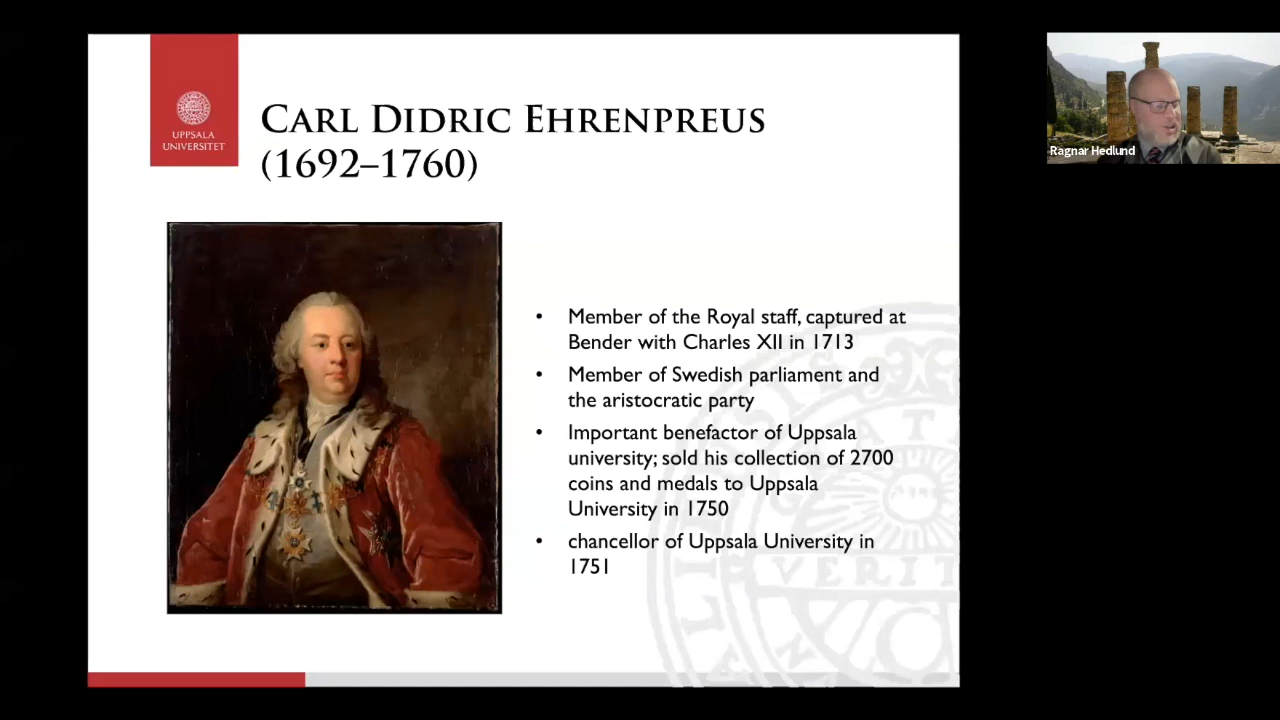 UPPSALA
UNIVERSITET
CARL DIDRIC EHRENPREUS
(1692–1760)
• Member of the Royal staff, captured at
Bender with Charles XII in 1713
• Member of Swedish parliament and
the aristocratic party
• Important benefactor of Uppsala
university; sold his collection of 2700
coins and medals to Uppsala
University in 1750
• chancellor of Uppsala University in
1751
VERIT
Ragnar Hedlund